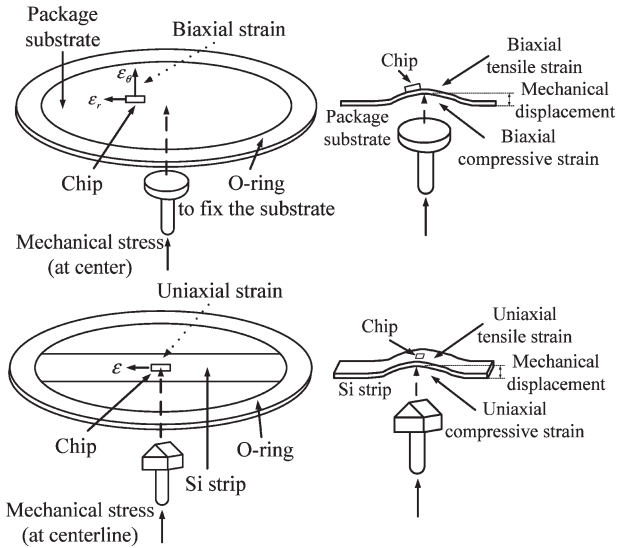 Package
substrate
Biaxial strain
εθ
εr
Chip
O-ring
to fix the substrate
Mechanical stress
(at center)
Chip
Biaxial
tensile strain
Mechanical
displacement
Package
substrate
Biaxial
compressive strain
Uniaxial strain
ε
Chip
O-ring
Si strip
Mechanical stress
(at centerline)
Chip
Uniaxial
tensile strain
Mechanical
displacement
Si strip
Uniaxial
compressive strain